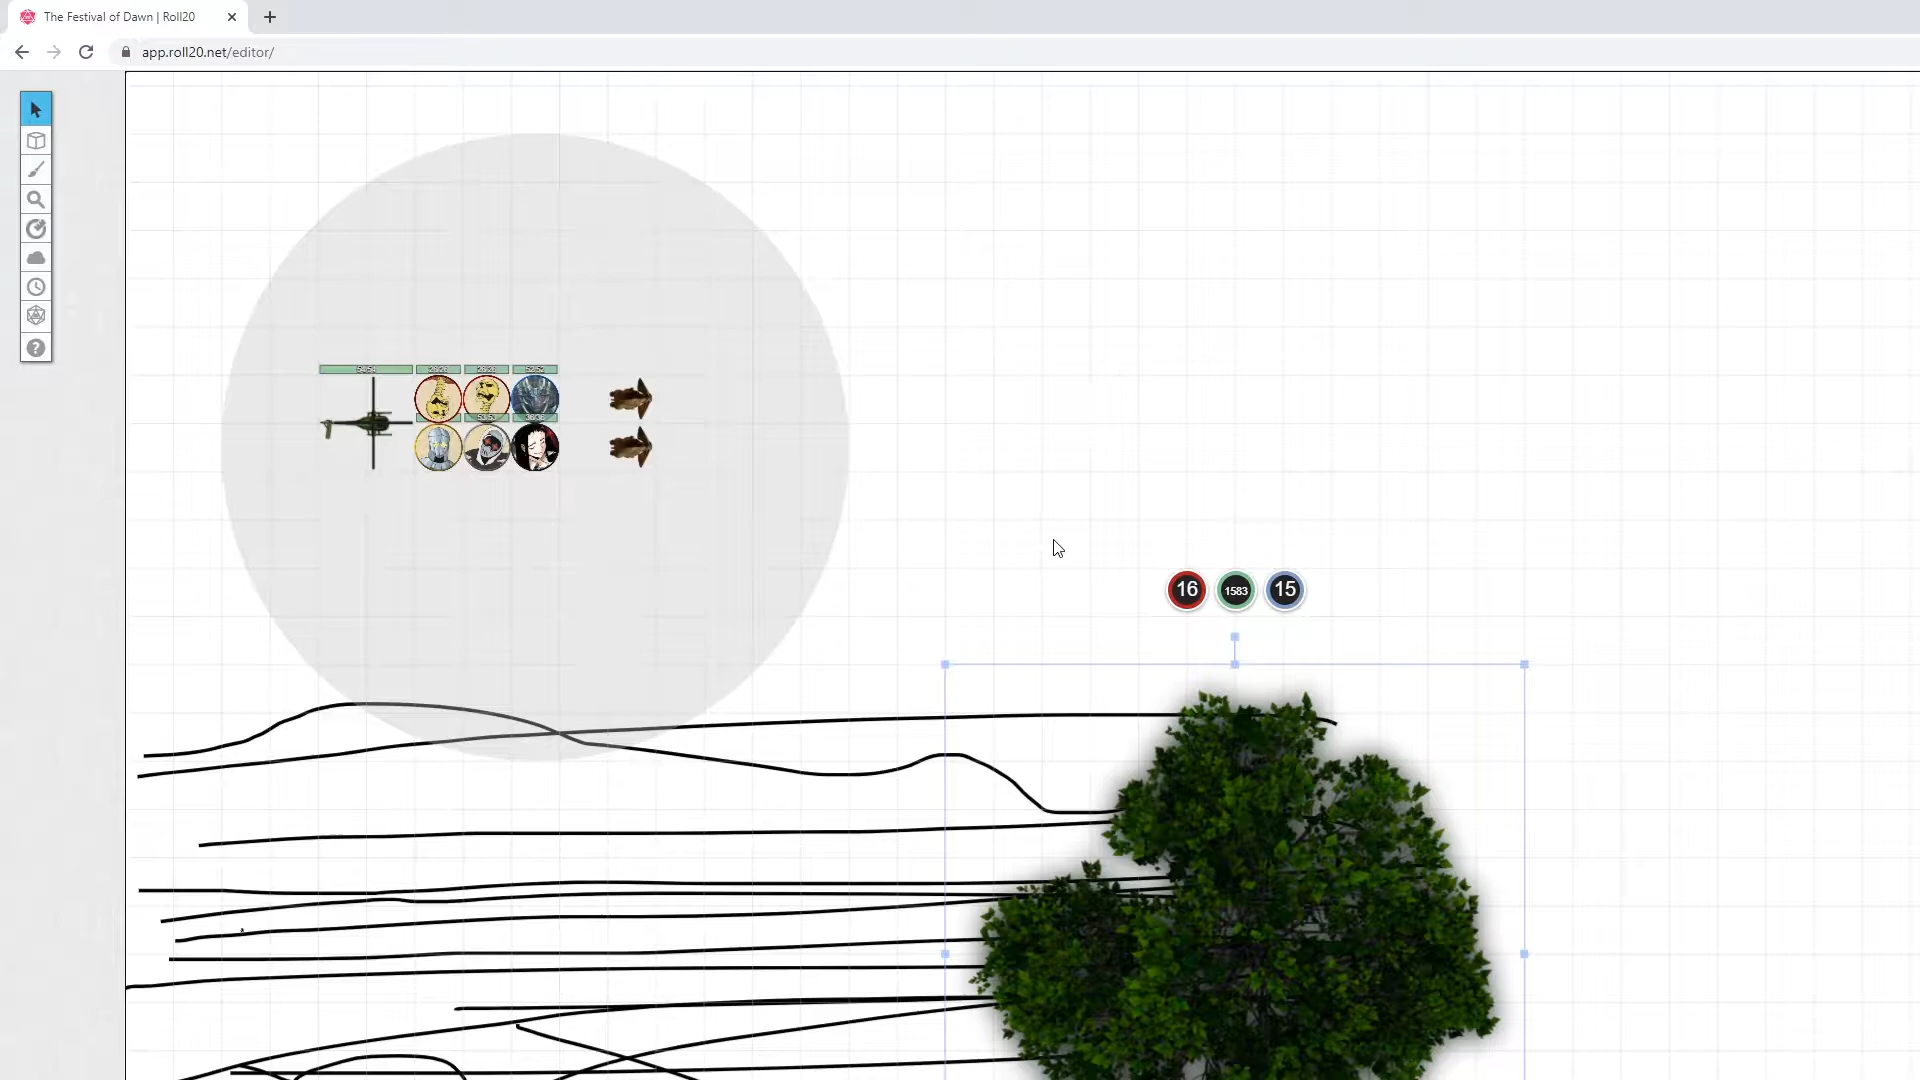 The Festival of Dawn | Roll20
app.roll20.net/editor/
16 1583 15